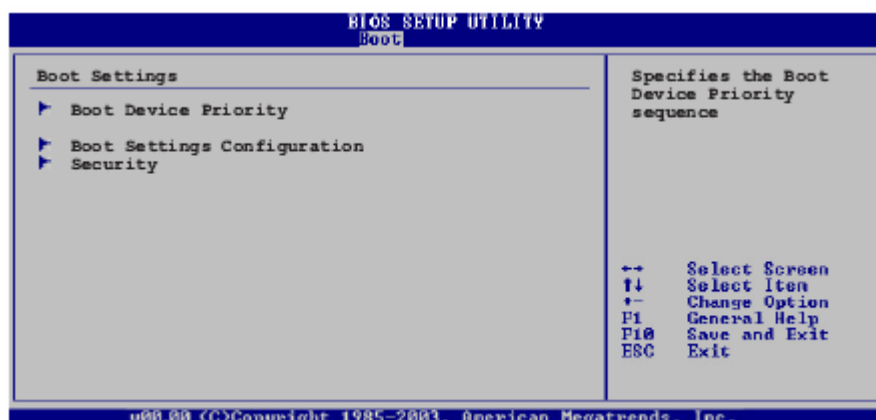 BIOS SETUP UTILITY
Boot
Boot Settings
Boot Device Priority
Boot Settings Configuration
Security
Specifies the Boot
Device Priority
sequence
←→ Select Screen
↑↓ Select Item
+- Change Option
F1 General Help
F10 Save and Exit
ESC Exit
v00.00 (C)Copyright 1985-2003, American Megatrends, Inc.